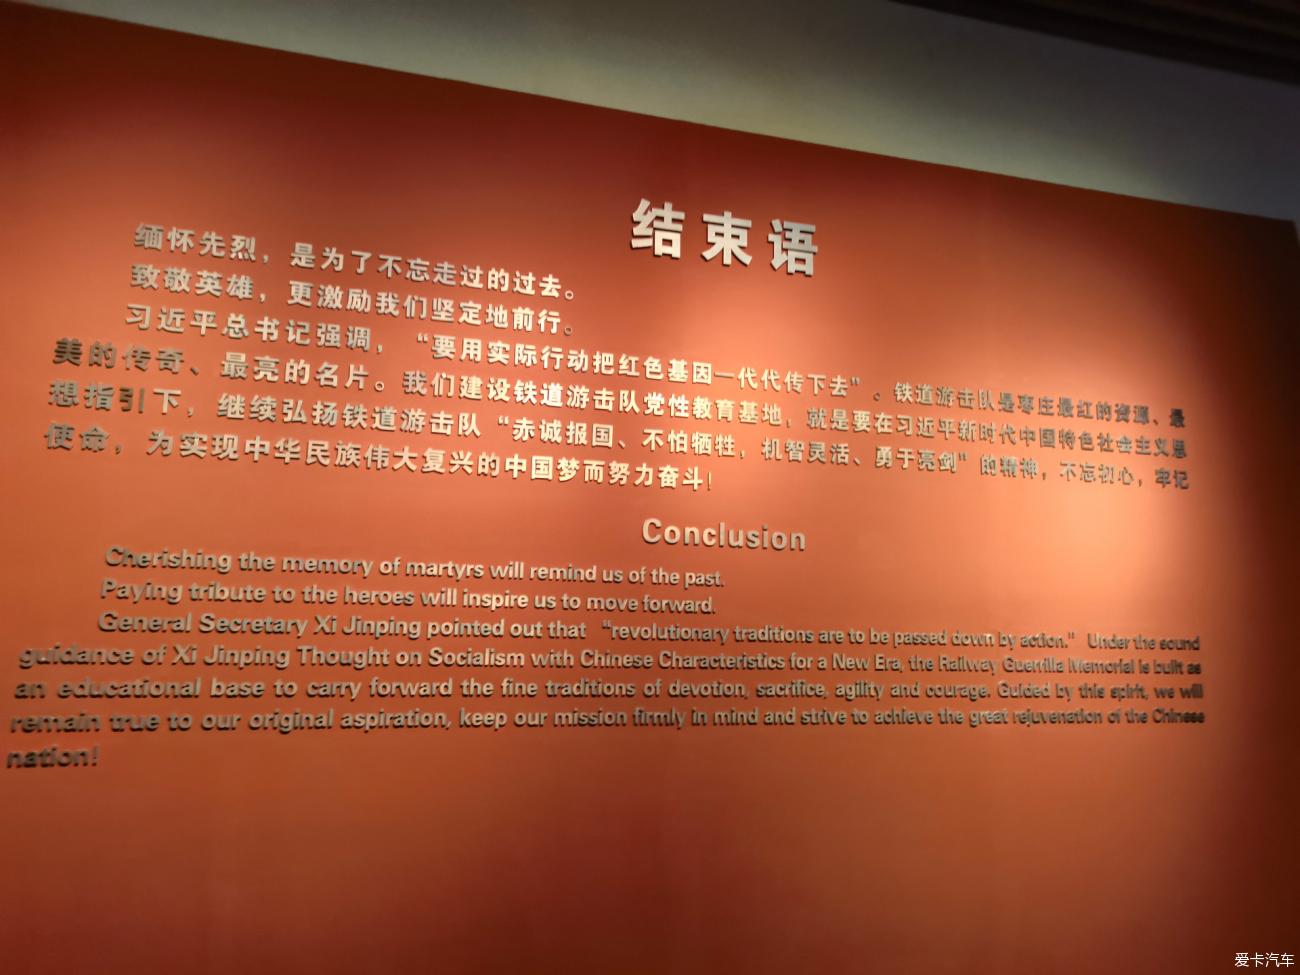 结束语
缅怀先烈，是为了不忘走过的过去。
致敬英雄，更激励我们坚定地前行。
习近平总书记强调，“要用实际行动把红色基因一代代传下去”。铁道游击队是枣庄最红的资源、最
美的传奇、最亮的名片。我们建设铁道游击队党性教育基地，就是要在习近平新时代中国特色社会主义思
想指引下，继续弘扬铁道游击队“赤诚报国、不怕牺牲，机智灵活、勇于亮剑”的精神，不忘初心，牢记
使命，为实现中华民族伟大复兴的中国梦而努力奋斗！
Conclusion
Cherishing the memory of martyrs will remind us of the past.
Paying tribute to the heroes will inspire us to move forward.
General Secretary Xi Jinping pointed out that "revolutionary traditions are to be passed down by action." Under the sound
guidance of Xi Jinping Thought on Socialism with Chinese Characteristics for a New Era, the Railway Guerrilla Memorial is built as
an educational base to carry forward the fine traditions of devotion, sacrifice, agility and courage. Guided by this spirit, we will
remain true to our original aspiration, keep our mission firmly in mind and strive to achieve the great rejuvenation of the Chinese
nation!
爱卡汽车